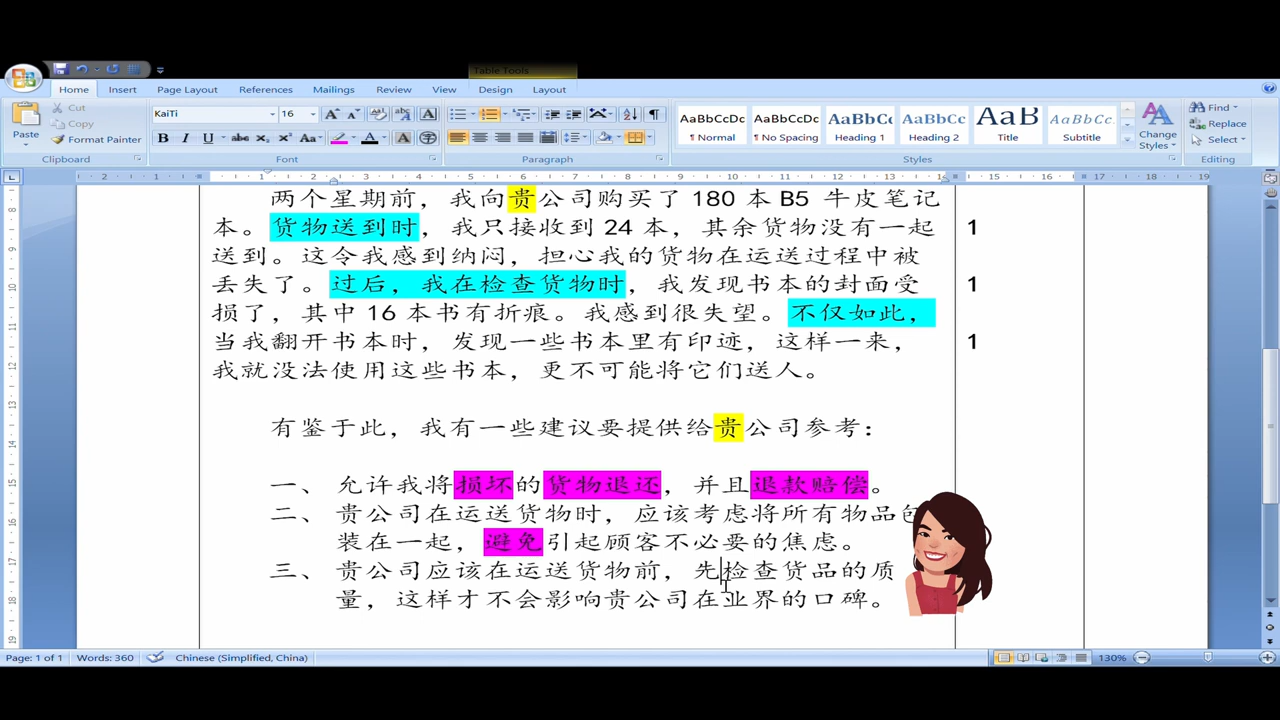 Table Tools
Home Insert Page Layout References Mailings Review View Design Layout
Paste
Cut
Copy
Format Painter
Clipboard
KaiTi 16
Font
Paragraph
AaBbCcDc AaBbCcDc AaBbCc AaBbCc AaB AaBbCc.
¶ Normal ¶ No Spacing Heading 1 Heading 2 Title Subtitle
Change Styles
Styles
Find
Replace
Select
Editing
两个星期前，我向贵公司购买了 180 本 B5 牛皮笔记
本。货物送到时，我只接收到 24 本，其余货物没有一起 1
送到。这令我感到纳闷，担心我的货物在运送过程中被
丢失了。过后，我在检查货物时，我发现书本的封面受 1
损了，其中 16 本书有折痕。我感到很失望。不仅如此，
当我翻开书本时，发现一些书本里有印迹，这样一来， 1
我就没法使用这些书本，更不可能将它们送人。
有鉴于此，我有一些建议要提供给贵公司参考：
一、 允许我将损坏的货物退还，并且退款赔偿。
二、 贵公司在运送货物时，应该考虑将所有物品包
装在一起，避免引起顾客不必要的焦虑。
三、 贵公司应该在运送货物前，先检查货品的质
量，这样才不会影响贵公司在业界的口碑。
Page: 1 of 1 Words: 360 Chinese (Simplified, China) 130%